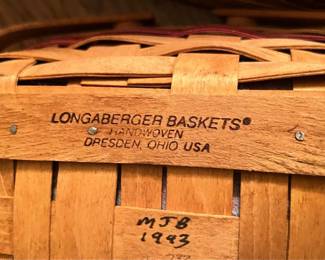 LONGABERGER BASKETS®
HANDWOVEN
DRESDEN, OHIO USA
MJB
1993